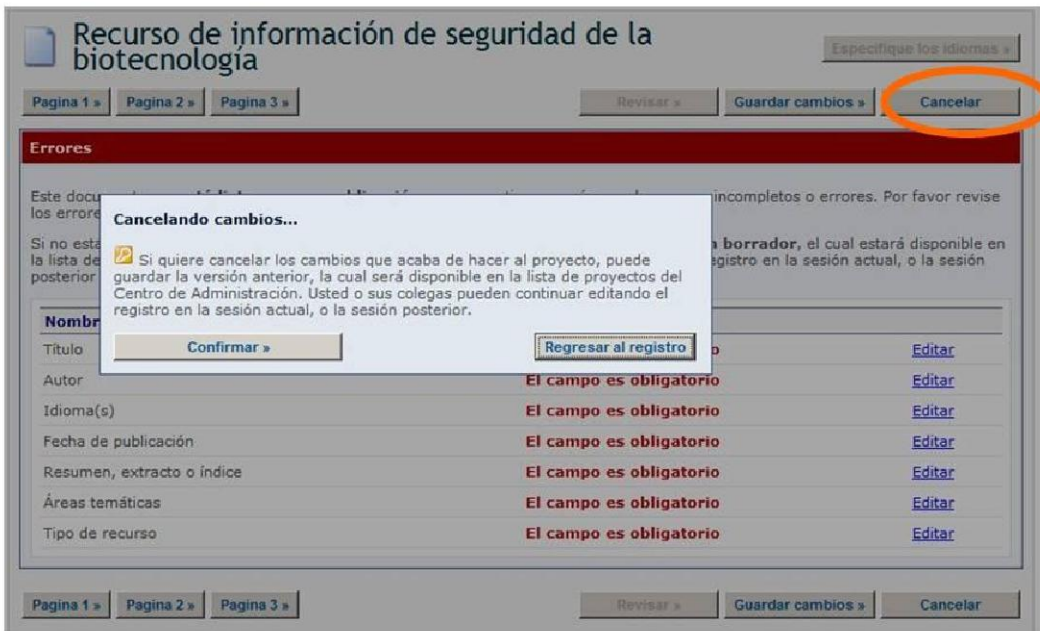 Recurso de información de seguridad de la
biotecnología
Especifique los idiomas »
Pagina 1 » Pagina 2 » Pagina 3 » Revisar » Guardar cambios » Cancelar
Errores
Este incompletos o errores. Por favor revise
los errore
Si no esta borrador, el cual estará disponible en
la lista de sesión actual, o la sesión
posterior
Cancelando cambios...
Si quiere cancelar los cambios que acaba de hacer al proyecto, puede
guardar la versión anterior, la cual será disponible en la lista de proyectos del
Centro de Administración. Usted o sus colegas pueden continuar editando el
registro en la sesión actual, o la sesión posterior.
Confirmar » Regresar al registro
Nombr
Título Editar
Autor El campo es obligatorio Editar
Idioma(s) El campo es obligatorio Editar
Fecha de publicación El campo es obligatorio Editar
Resumen, extracto o índice El campo es obligatorio Editar
Áreas temáticas El campo es obligatorio Editar
Tipo de recurso El campo es obligatorio Editar
Pagina 1 » Pagina 2 » Pagina 3 » Revisar » Guardar cambios » Cancelar